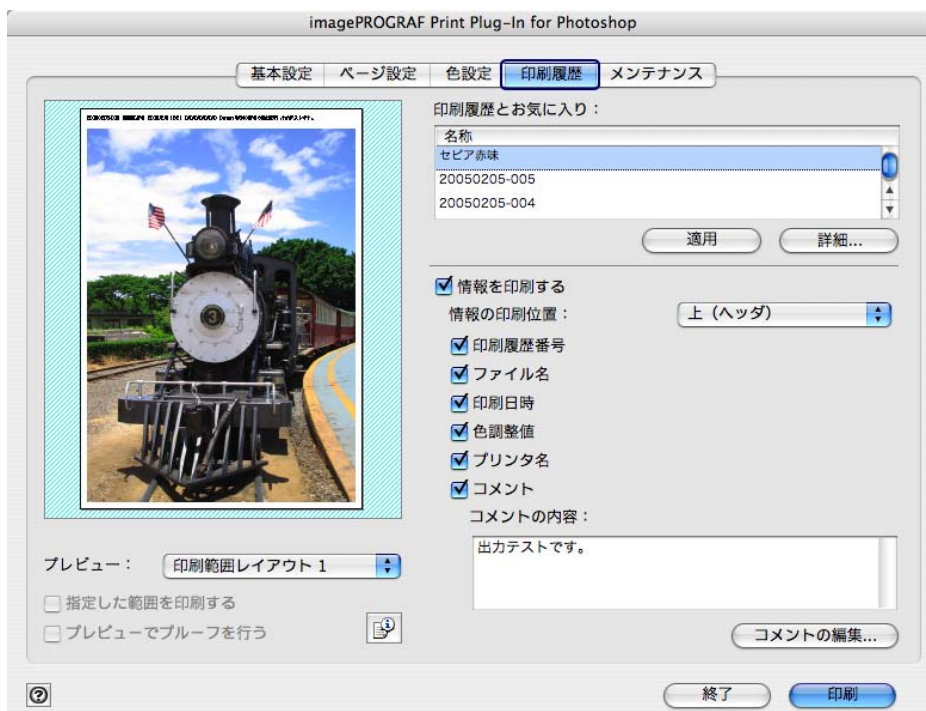 imagePROGRAF Print Plug-In for Photoshop
基本設定 ページ設定 色設定 印刷履歴 メンテナンス
印刷履歴とお気に入り：
名称
セピア赤味
20050205-005
20050205-004
適用 詳細...
情報を印刷する
情報の印刷位置： 上（ヘッダ）
印刷履歴番号
ファイル名
印刷日時
色調整値
プリンタ名
コメント
コメントの内容：
出力テストです。
コメントの編集...
3
プレビュー： 印刷範囲レイアウト 1
指定した範囲を印刷する
プレビューでプルーフを行う
終了 印刷